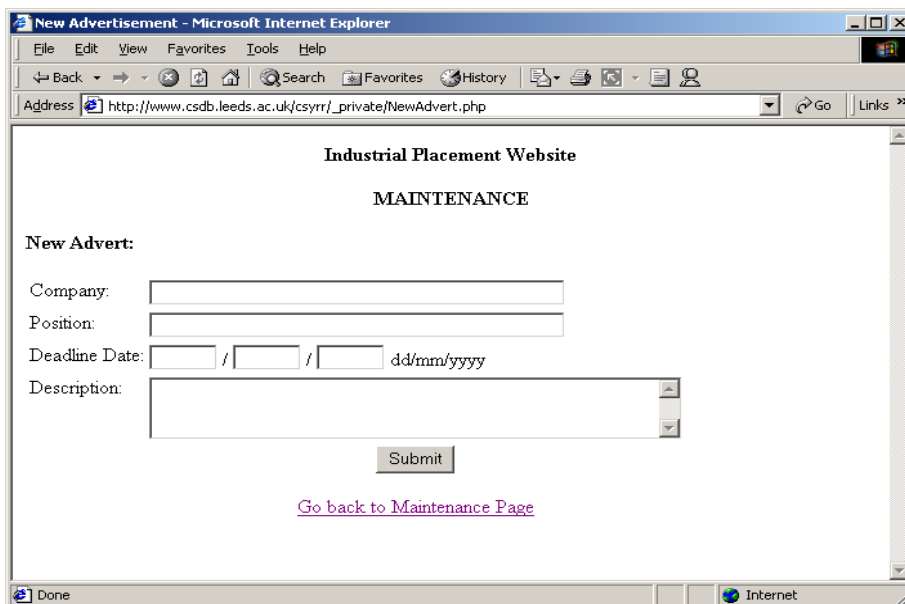 New Advertisement - Microsoft Internet Explorer
File Edit View Favorites Tools Help
Back Search Favorites History
Address http://www.csdb.leeds.ac.uk/csyrr/_private/NewAdvert.php Go Links »
Industrial Placement Website
MAINTENANCE
New Advert:
Company:
Position:
Deadline Date: / / dd/mm/yyyy
Description:
Submit
Go back to Maintenance Page
Done Internet